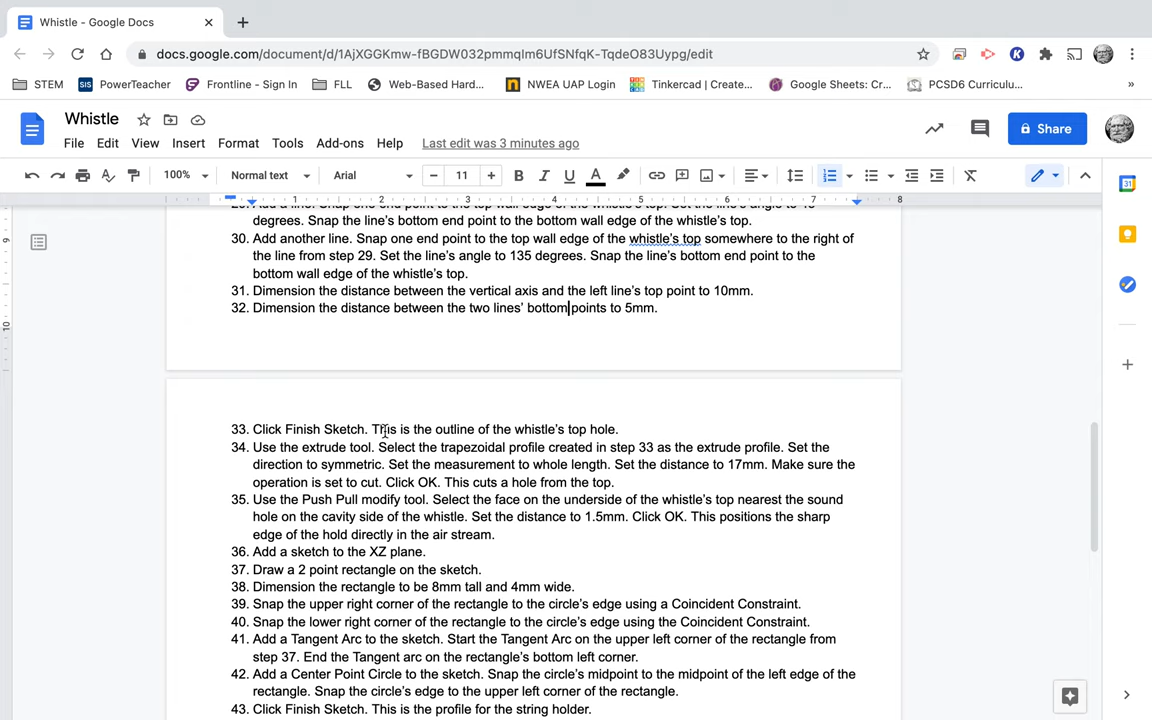 Whistle - Google Docs
docs.google.com/document/d/1AjXGGKmw-fBGDW032pmmqlm6UfSNfqK-TqdeO83Uypg/edit
STEM
SIS
PowerTeacher
Frontline - Sign In
FLL
Web-Based Hard...
NWEA UAP Login
Tinkercad | Create...
Google Sheets: Cr...
PCSD6 Curriculu...
Whistle
File Edit View Insert Format Tools Add-ons Help Last edit was 3 minutes ago
Share
100% Normal text Arial 11
1 2 3 4 5 6 7 8
30. Add another line. Snap one end point to the top wall edge of the whistle's top somewhere to the right of
the line from step 29. Set the line's angle to 135 degrees. Snap the line's bottom end point to the
bottom wall edge of the whistle's top.
degrees. Snap the line's bottom end point to the bottom wall edge of the whistle's top.
31. Dimension the distance between the vertical axis and the left line's top point to 10mm.
32. Dimension the distance between the two lines' bottom points to 5mm.
33. Click Finish Sketch. This is the outline of the whistle's top hole.
34. Use the extrude tool. Select the trapezoidal profile created in step 33 as the extrude profile. Set the
direction to symmetric. Set the measurement to whole length. Set the distance to 17mm. Make sure the
operation is set to cut. Click OK. This cuts a hole from the top.
35. Use the Push Pull modify tool. Select the face on the underside of the whistle's top nearest the sound
hole on the cavity side of the whistle. Set the distance to 1.5mm. Click OK. This positions the sharp
edge of the hold directly in the air stream.
36. Add a sketch to the XZ plane.
37. Draw a 2 point rectangle on the sketch.
38. Dimension the rectangle to be 8mm tall and 4mm wide.
39. Snap the upper right corner of the rectangle to the circle's edge using a Coincident Constraint.
40. Snap the lower right corner of the rectangle to the circle's edge using the Coincident Constraint.
41. Add a Tangent Arc to the sketch. Start the Tangent Arc on the upper left corner of the rectangle from
step 37. End the Tangent arc on the rectangle's bottom left corner.
42. Add a Center Point Circle to the sketch. Snap the circle's midpoint to the midpoint of the left edge of the
rectangle. Snap the circle's edge to the upper left corner of the rectangle.
43. Click Finish Sketch. This is the profile for the string holder.